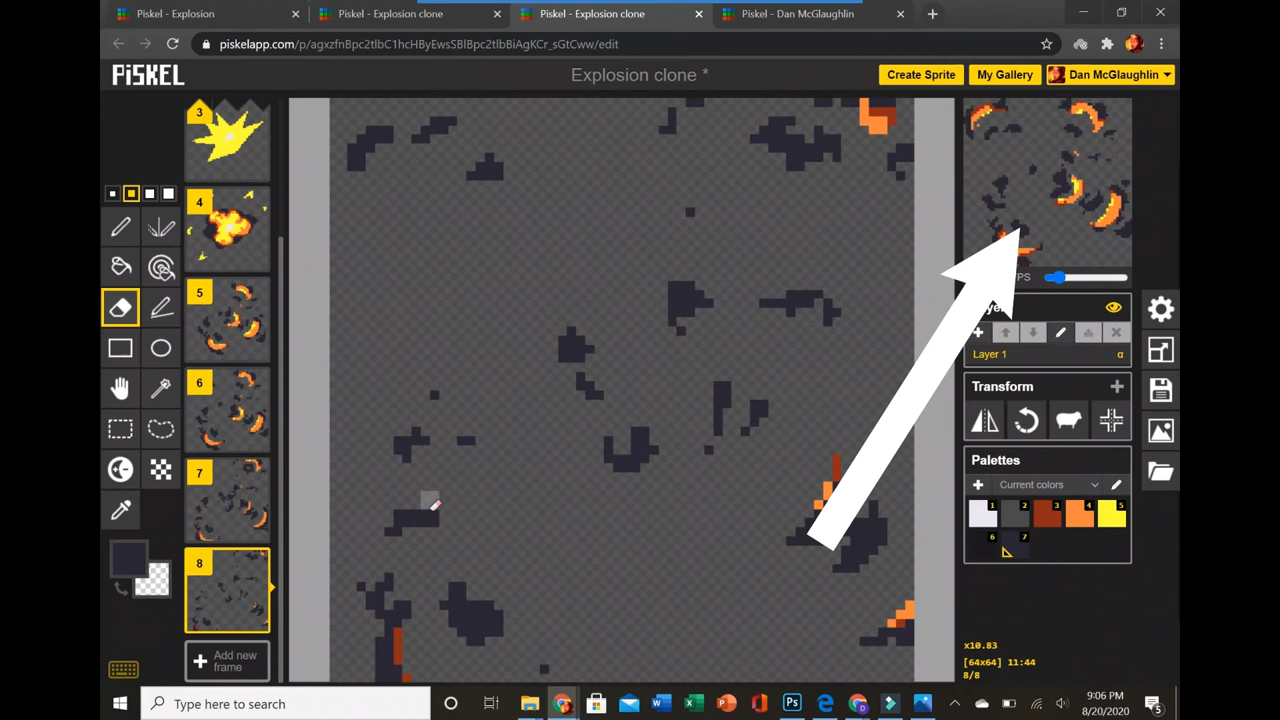 Piskel - Explosion
Piskel - Explosion clone
Piskel - Explosion clone
Piskel - Dan McGlaughlin
piskelapp.com/p/agxzfnBpc2tlbC1hcHByEwsSBlBpc2tlbBiAgKCr_sGtCww/edit
PiSKEL
Explosion clone *
Create Sprite
My Gallery
Dan McGlaughlin
3
4
5
6
7
8
Add new
frame
PS
Layer 1
α
Transform
Palettes
Current colors
1
2
3
4
5
6
7
x10.83
[64x64] 11:44
8/8
Type here to search
9:06 PM
8/20/2020
5